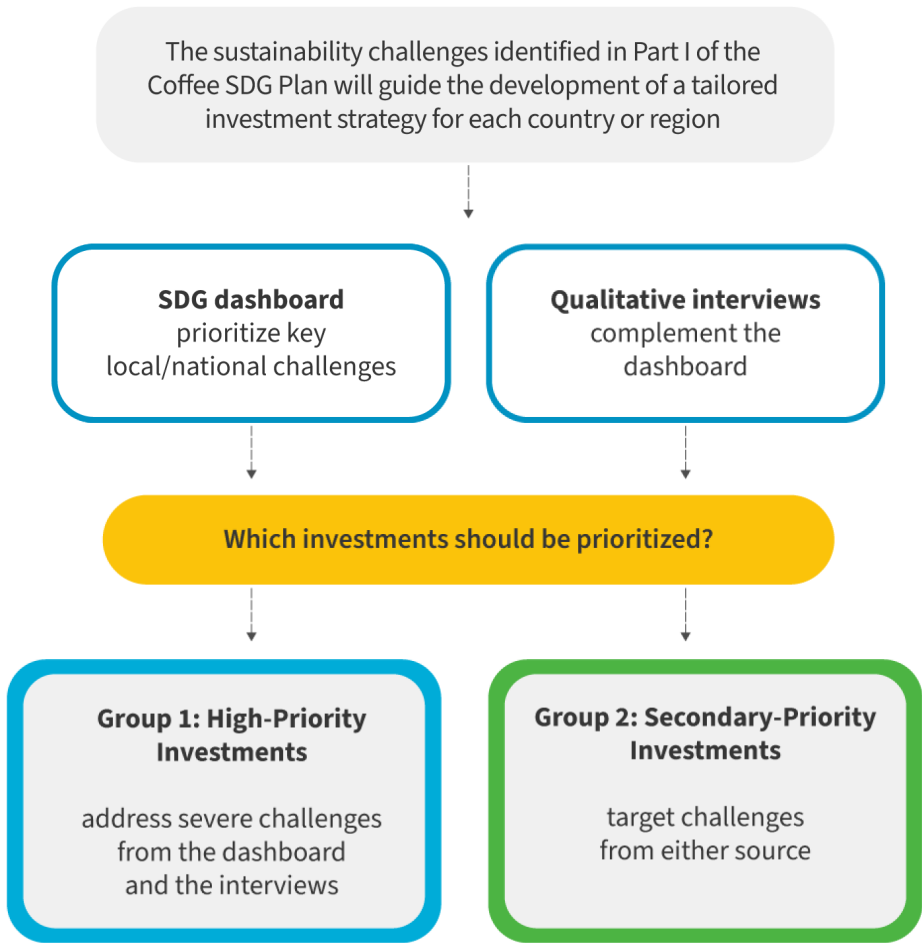 The sustainability challenges identified in Part I of the
Coffee SDG Plan will guide the development of a tailored
investment strategy for each country or region
SDG dashboard
prioritize key
local/national challenges
Qualitative interviews
complement the
dashboard
Which investments should be prioritized?
Group 1: High-Priority
Investments
address severe challenges
from the dashboard
and the interviews
Group 2: Secondary-Priority
Investments
target challenges
from either source